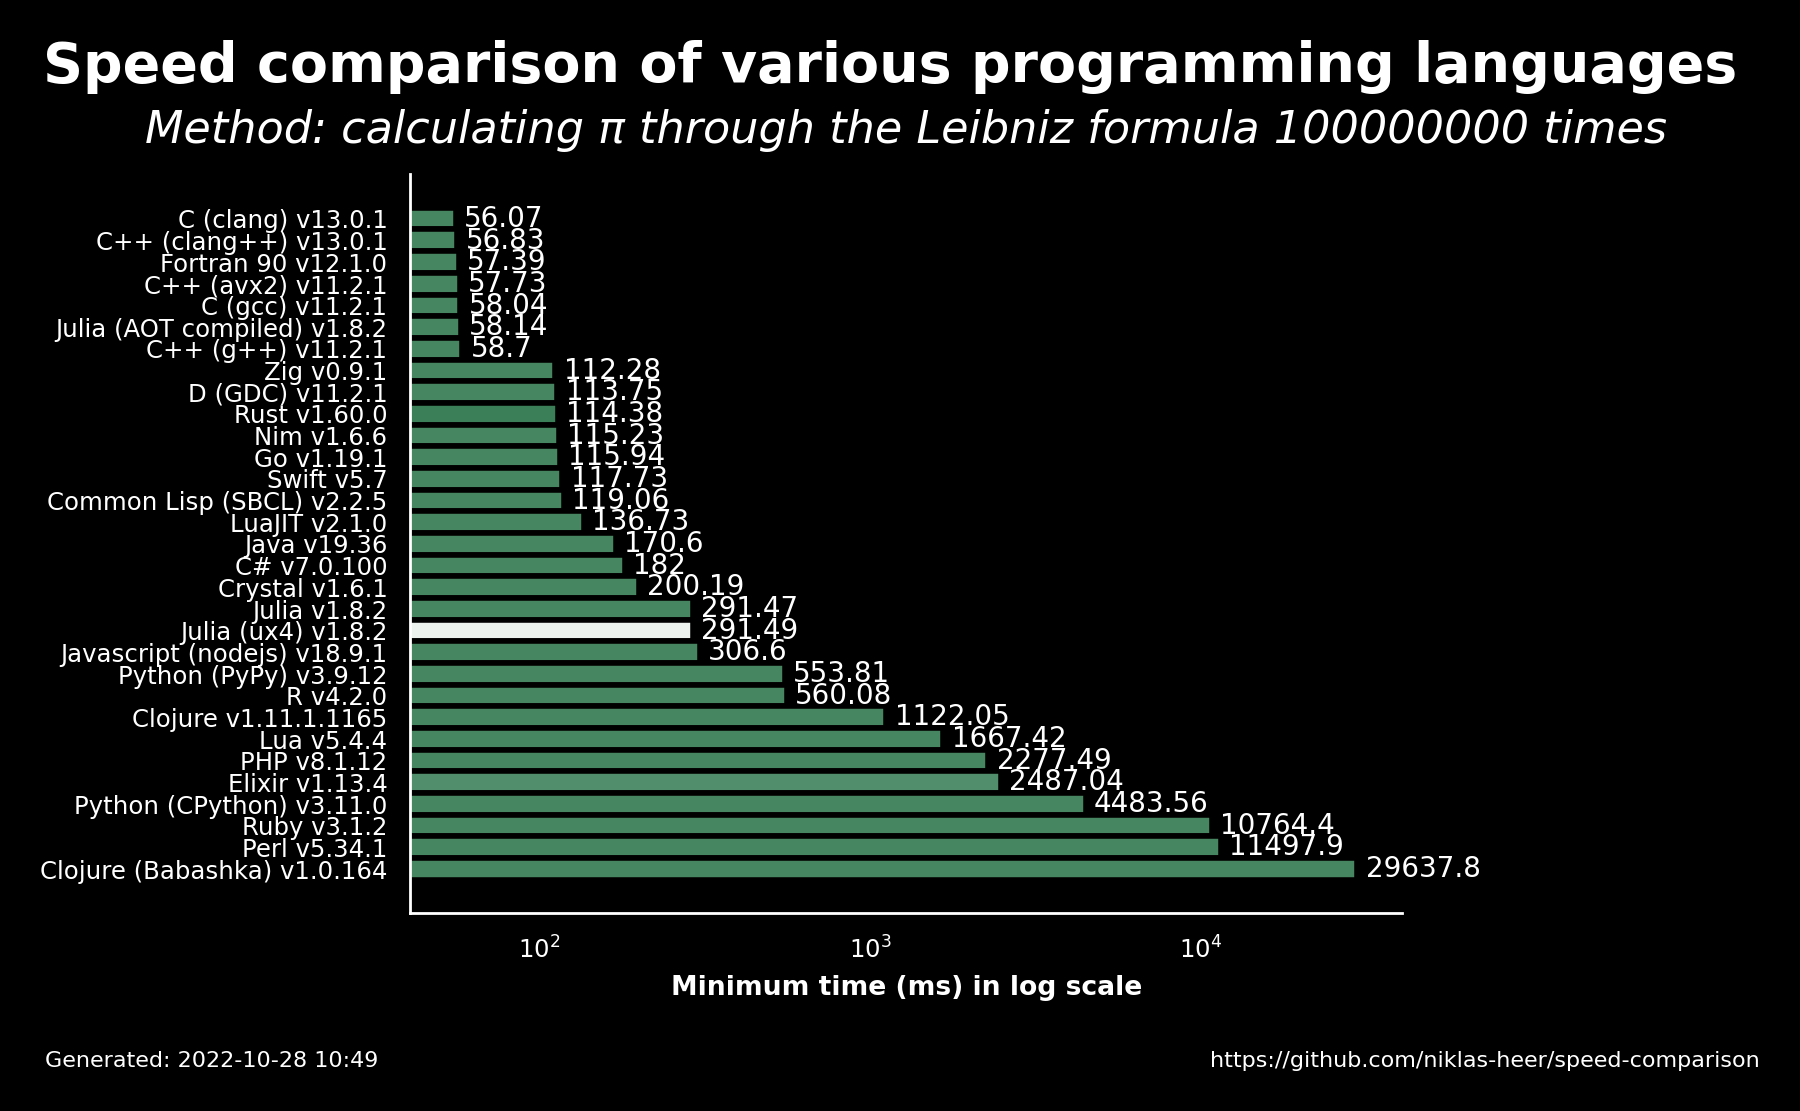 Speed comparison of various programming languages
Method: calculating π through the Leibniz formula 100000000 times
C (clang) v13.0.1 56.07
C++ (clang++) v13.0.1 56.83
Fortran 90 v12.1.0 57.39
C++ (avx2) v11.2.1 57.73
C (gcc) v11.2.1 58.04
Julia (AOT compiled) v1.8.2 58.14
C++ (g++) v11.2.1 58.7
Zig v0.9.1 112.28
D (GDC) v11.2.1 113.75
Rust v1.60.0 114.38
Nim v1.6.6 115.23
Go v1.19.1 115.94
Swift v5.7 117.73
Common Lisp (SBCL) v2.2.5 119.06
LuaJIT v2.1.0 136.73
Java v19.36 170.6
C# v7.0.100 182
Crystal v1.6.1 200.19
Julia v1.8.2 291.47
Julia (ux4) v1.8.2 291.49
Javascript (nodejs) v18.9.1 306.6
Python (PyPy) v3.9.12 553.81
R v4.2.0 560.08
Clojure v1.11.1.1165 1122.05
Lua v5.4.4 1667.42
PHP v8.1.12 2277.49
Elixir v1.13.4 2487.04
Python (CPython) v3.11.0 4483.56
Ruby v3.1.2 10764.4
Perl v5.34.1 11497.9
Clojure (Babashka) v1.0.164 29637.8
10² 10³ 10⁴
Minimum time (ms) in log scale
Generated: 2022-10-28 10:49 https://github.com/niklas-heer/speed-comparison